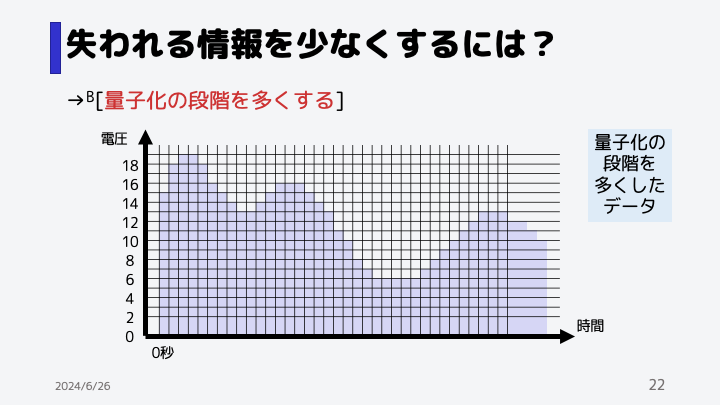 失われる情報を少なくするには？
→B[量子化の段階を多くする]
電圧
18
16
14
12
10
8
6
4
2
0
0秒
時間
量子化の
段階を
多くした
データ
2024/6/26
22